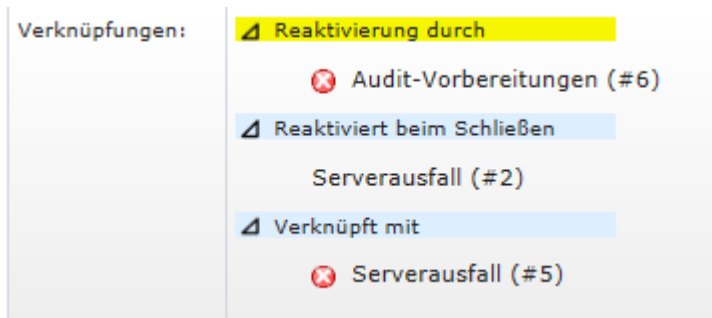 Verknüpfungen:
Reaktivierung durch
Audit-Vorbereitungen (#6)
Reaktiviert beim Schließen
Serverausfall (#2)
Verknüpft mit
Serverausfall (#5)